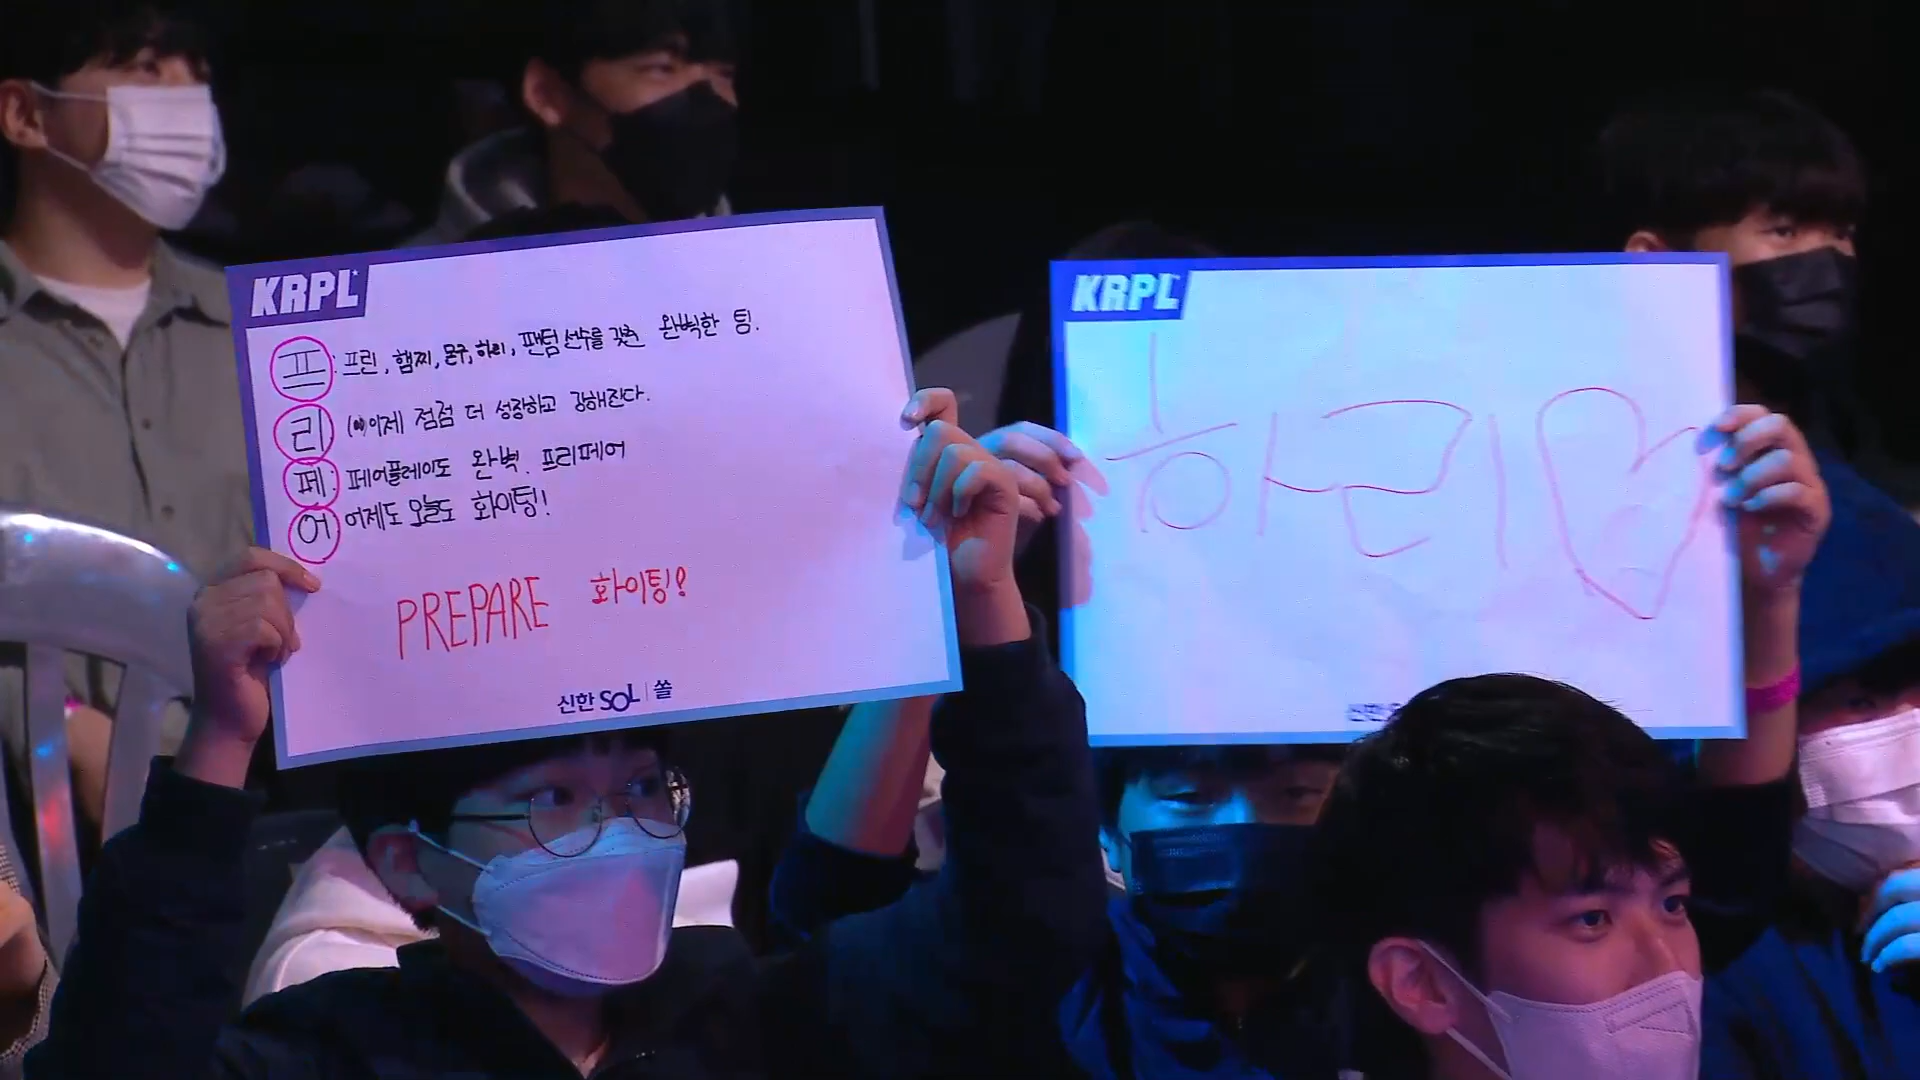 KRPL
프: 프린, 햄찌, 문구, 하리, 팬텀 선수를 갖춘 완벽한 팀.
리 (이)이제 점점 더 성장하고 강해진다.
페: 페어플레이도 완벽. 프리페어
어 어제도 오늘도 화이팅!
PREPARE 화이팅!
신한 SOL | 쏠
KRPL
하리♡
신한